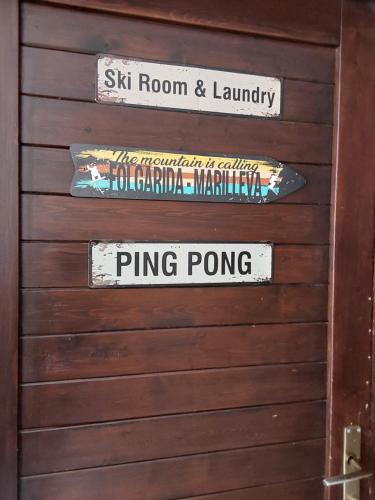 Ski Room & Laundry
The mountain is calling
FOLGARIDA - MARILLEVA
PING PONG